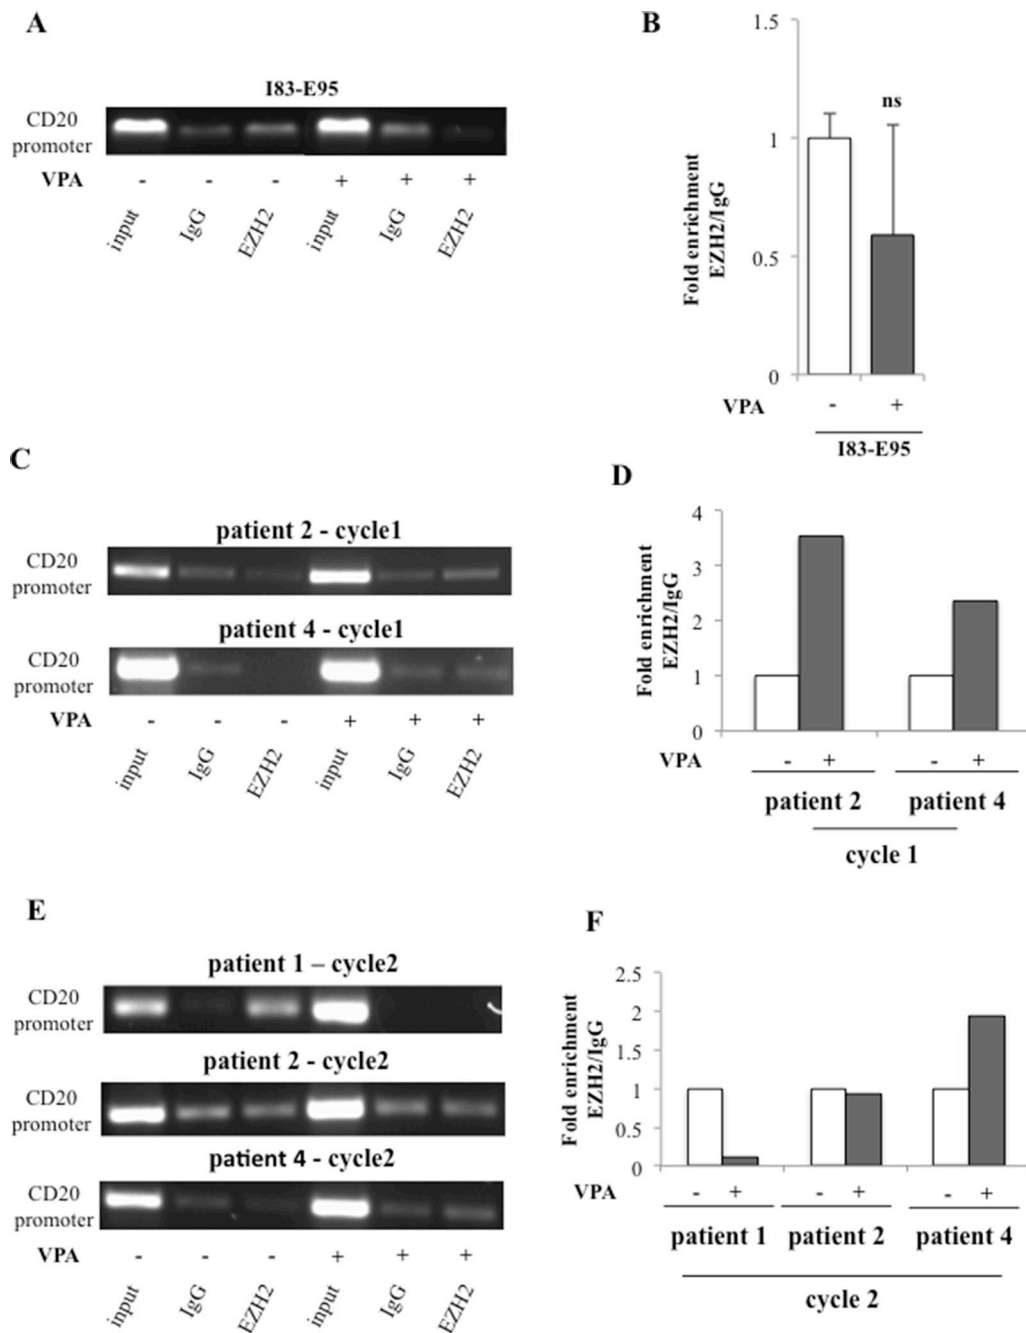 A
I83-E95
CD20
promoter
VPA - - - + + +
input IgG EZH2 input IgG EZH2
B
Fold enrichment
EZH2/IgG
1.5
1
0.5
0
ns
VPA - +
I83-E95
C
patient 2 - cycle1
CD20
promoter
patient 4 - cycle1
CD20
promoter
VPA - - - + + +
input IgG EZH2 input IgG EZH2
D
Fold enrichment
EZH2/IgG
4
3
2
1
0
VPA - + - +
patient 2 patient 4
cycle 1
E
patient 1 – cycle2
CD20
promoter
patient 2 - cycle2
CD20
promoter
patient 4 - cycle2
CD20
promoter
VPA - - - + + +
input IgG EZH2 input IgG EZH2
F
Fold enrichment
EZH2/IgG
2.5
2
1.5
1
0.5
0
VPA - + - + - +
patient 1 patient 2 patient 4
cycle 2